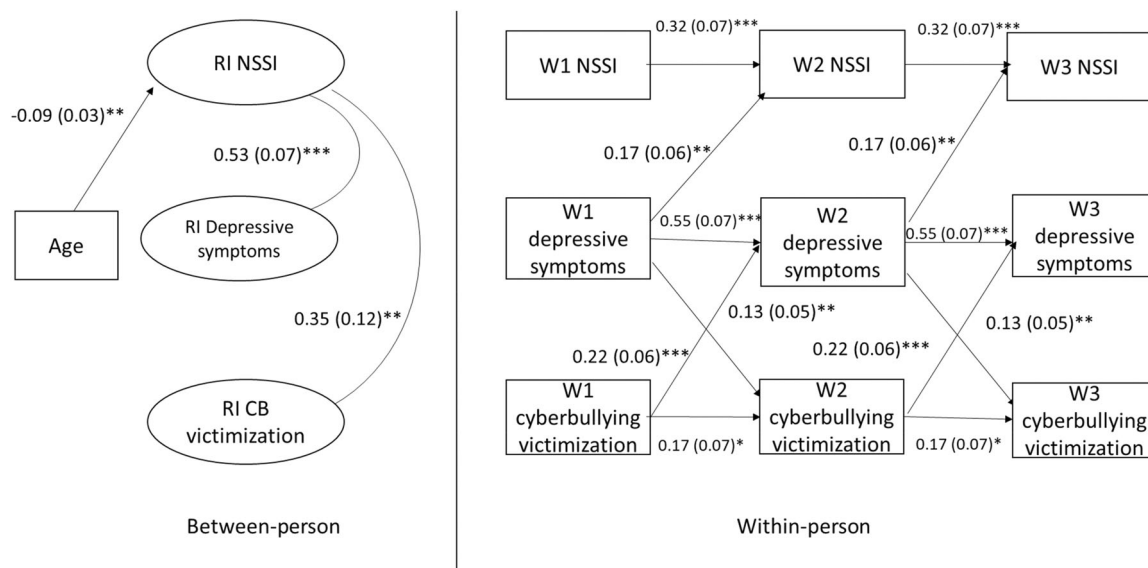 RI NSSI
-0.09 (0.03)**
0.53 (0.07)***
Age
RI Depressive
symptoms
0.35 (0.12)**
RI CB
victimization
Between-person
0.32 (0.07)***
0.32 (0.07)***
W1 NSSI
W2 NSSI
W3 NSSI
0.17 (0.06)**
0.17 (0.06)**
W1
depressive
symptoms
0.55 (0.07)***
W2
depressive
symptoms
0.55 (0.07)***
W3
depressive
symptoms
0.13 (0.05)**
0.13 (0.05)**
0.22 (0.06)***
0.22 (0.06)***
W1
cyberbullying
victimization
0.17 (0.07)*
W2
cyberbullying
victimization
0.17 (0.07)*
W3
cyberbullying
victimization
Within-person